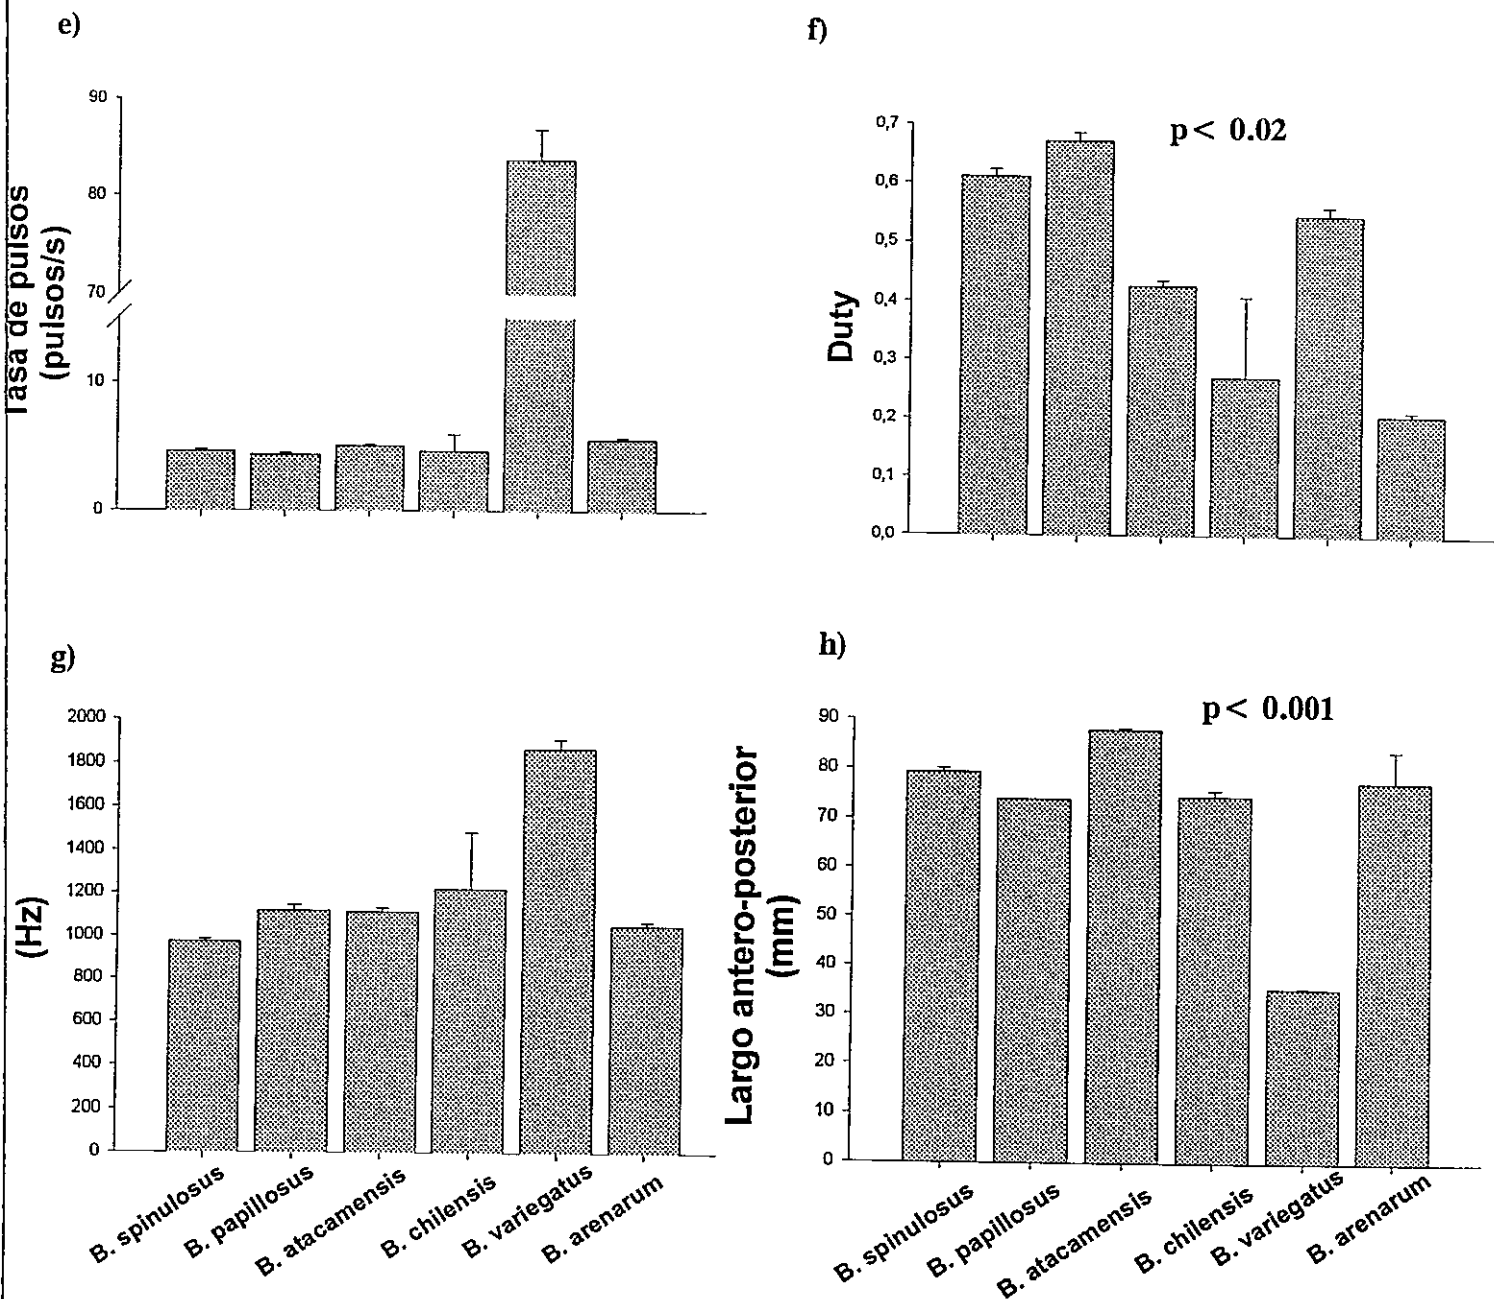 e)
90
80
70
10
0
Tasa de pulsos
(pulsos/s)
f)
p< 0.02
0,7
0,6
0,5
0,4
0,3
0,2
0,1
0,0
Duty
g)
2000
1800
1600
1400
1200
1000
800
600
400
200
0
(Hz)
B. spinulosus
B. papillosus
B. atacamensis
B. chilensis
B. variegatus
B. arenarum
h)
p< 0.001
90
80
70
60
50
40
30
20
10
0
Largo antero-posterior
(mm)
B. spinulosus
B. papillosus
B. atacamensis
B. chilensis
B. variegatus
B. arenarum